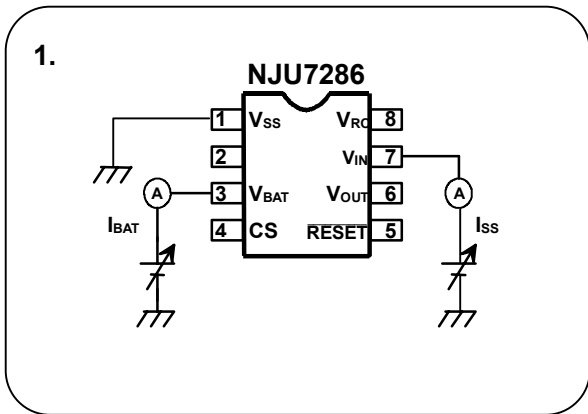 1.
NJU7286
1 VSS VRO 8
2 VIN 7
A 3 VBAT VOUT 6 A
IBAT 4 CS RESET 5 ISS